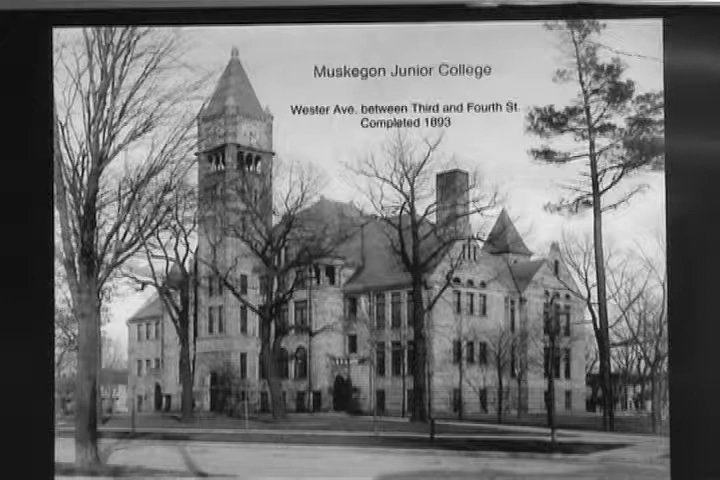 Muskegon Junior College
Wester Ave. between Third and Fourth St.
Completed 1893